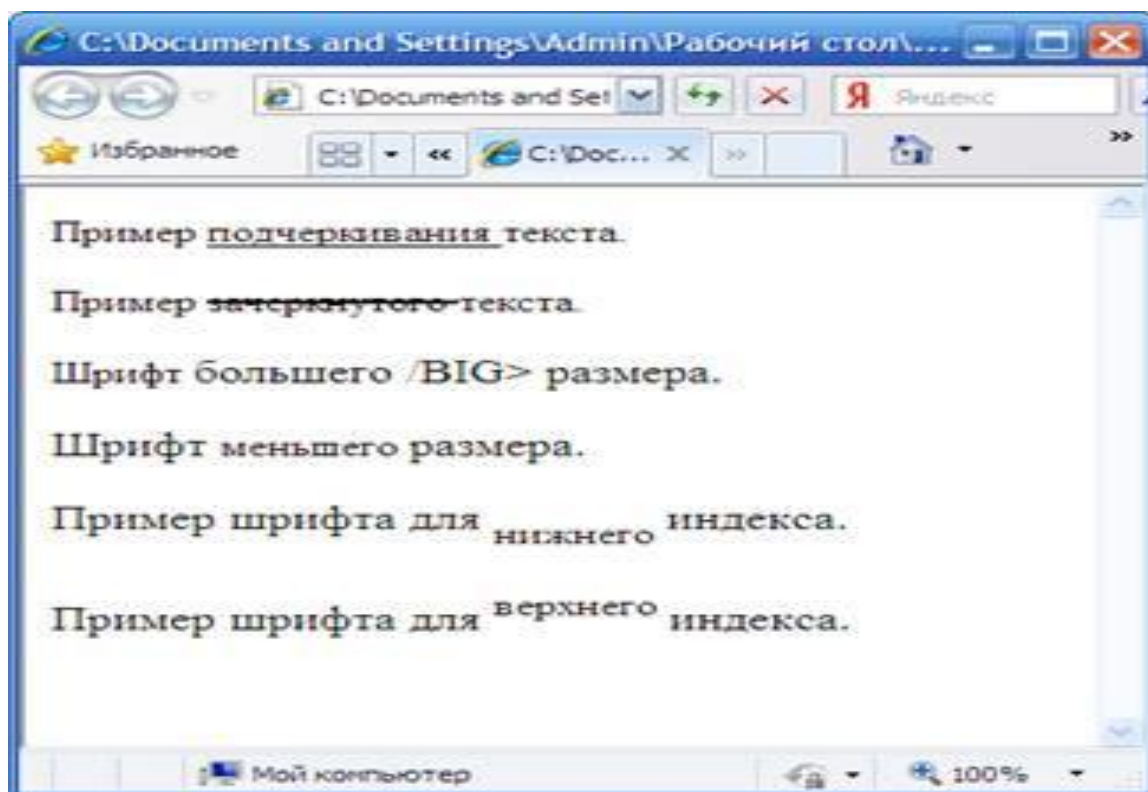 C:\Documents and Settings\Admin\Рабочий стол\...
C:\Documents and Set Я Яндекс
Избранное C:\Doc...
Пример подчеркивания текста.
Пример зачеркнутого текста.
Шрифт большего /BIG> размера.
Шрифт меньшего размера.
Пример шрифта для нижнего индекса.
Пример шрифта для верхнего индекса.
Мой компьютер 100%